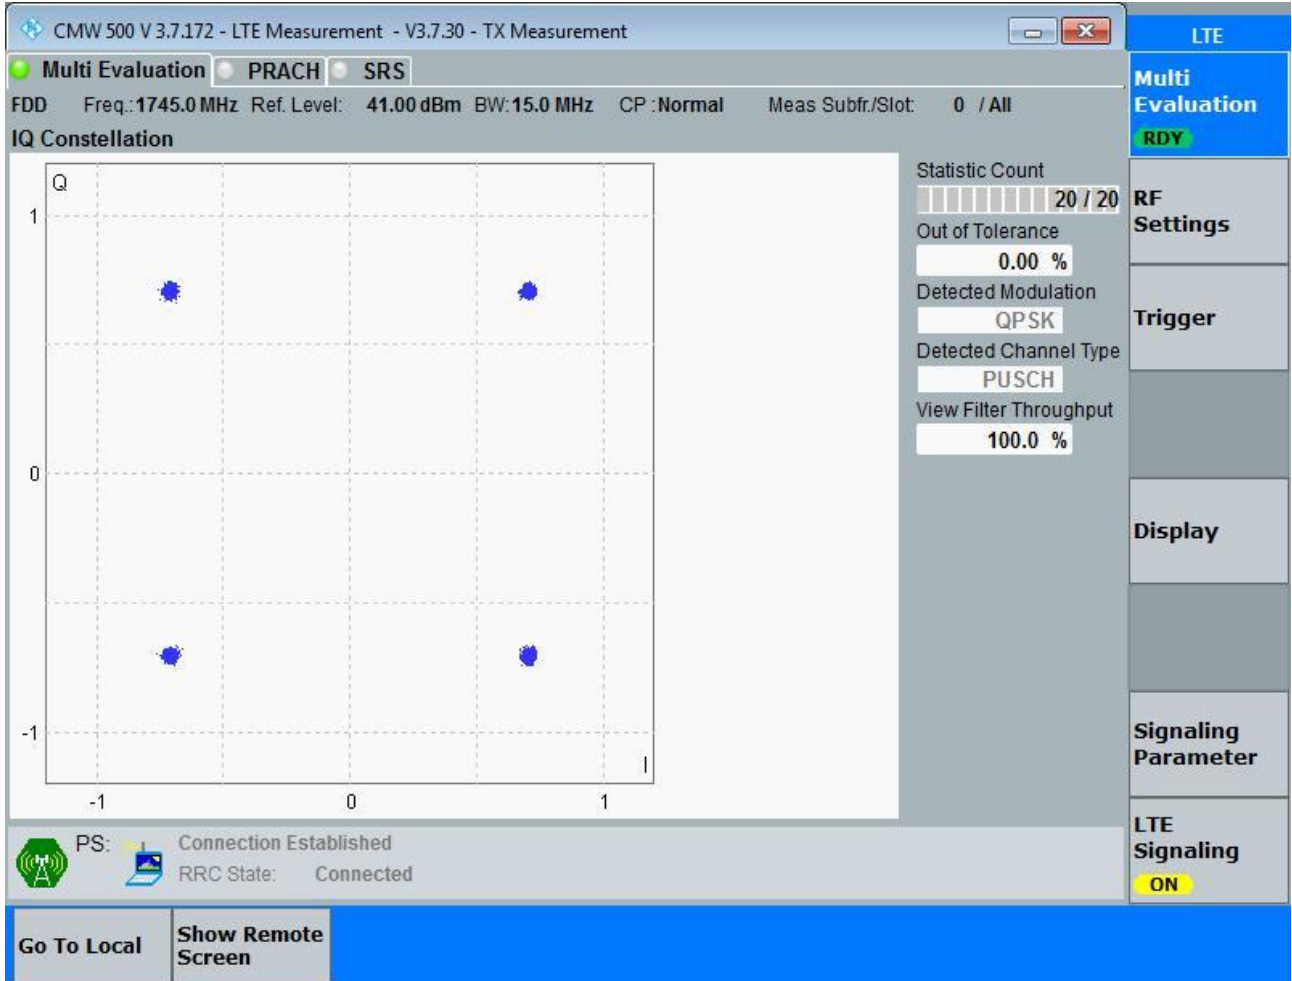 CMW 500 V 3.7.172 - LTE Measurement - V3.7.30 - TX Measurement
LTE
Multi Evaluation PRACH SRS
FDD Freq.:1745.0 MHz Ref. Level: 41.00 dBm BW:15.0 MHz CP :Normal Meas Subfr./Slot: 0 / All
IQ Constellation
Q
1
0
-1
I
-1 0 1
Statistic Count
20 / 20
Out of Tolerance
0.00 %
Detected Modulation
QPSK
Detected Channel Type
PUSCH
View Filter Throughput
100.0 %
Multi
Evaluation
RDY
RF
Settings
Trigger
Display
Signaling
Parameter
LTE
Signaling
ON
PS: Connection Established
RRC State: Connected
Go To Local
Show Remote
Screen